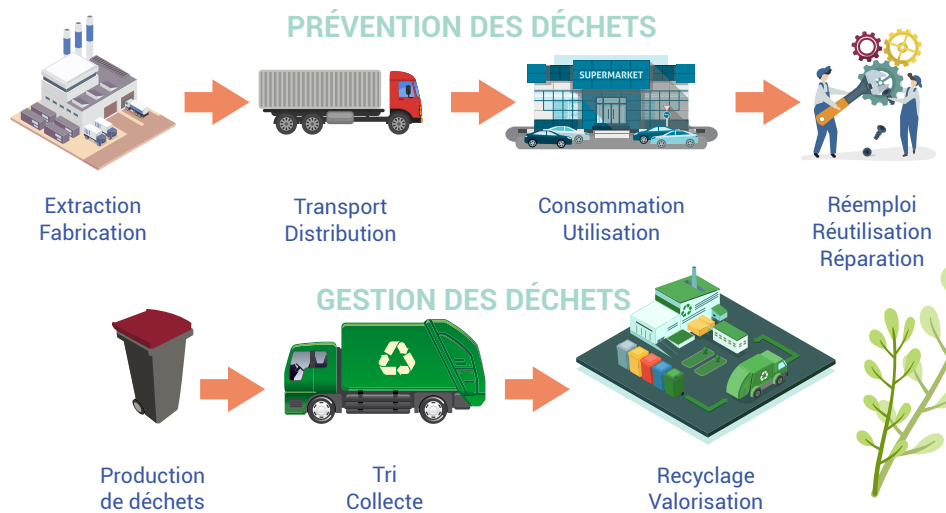 PRÉVENTION DES DÉCHETS
SUPERMARKET
Extraction
Fabrication
Transport
Distribution
Consommation
Utilisation
Réemploi
Réutilisation
Réparation
GESTION DES DÉCHETS
Production
de déchets
Tri
Collecte
Recyclage
Valorisation